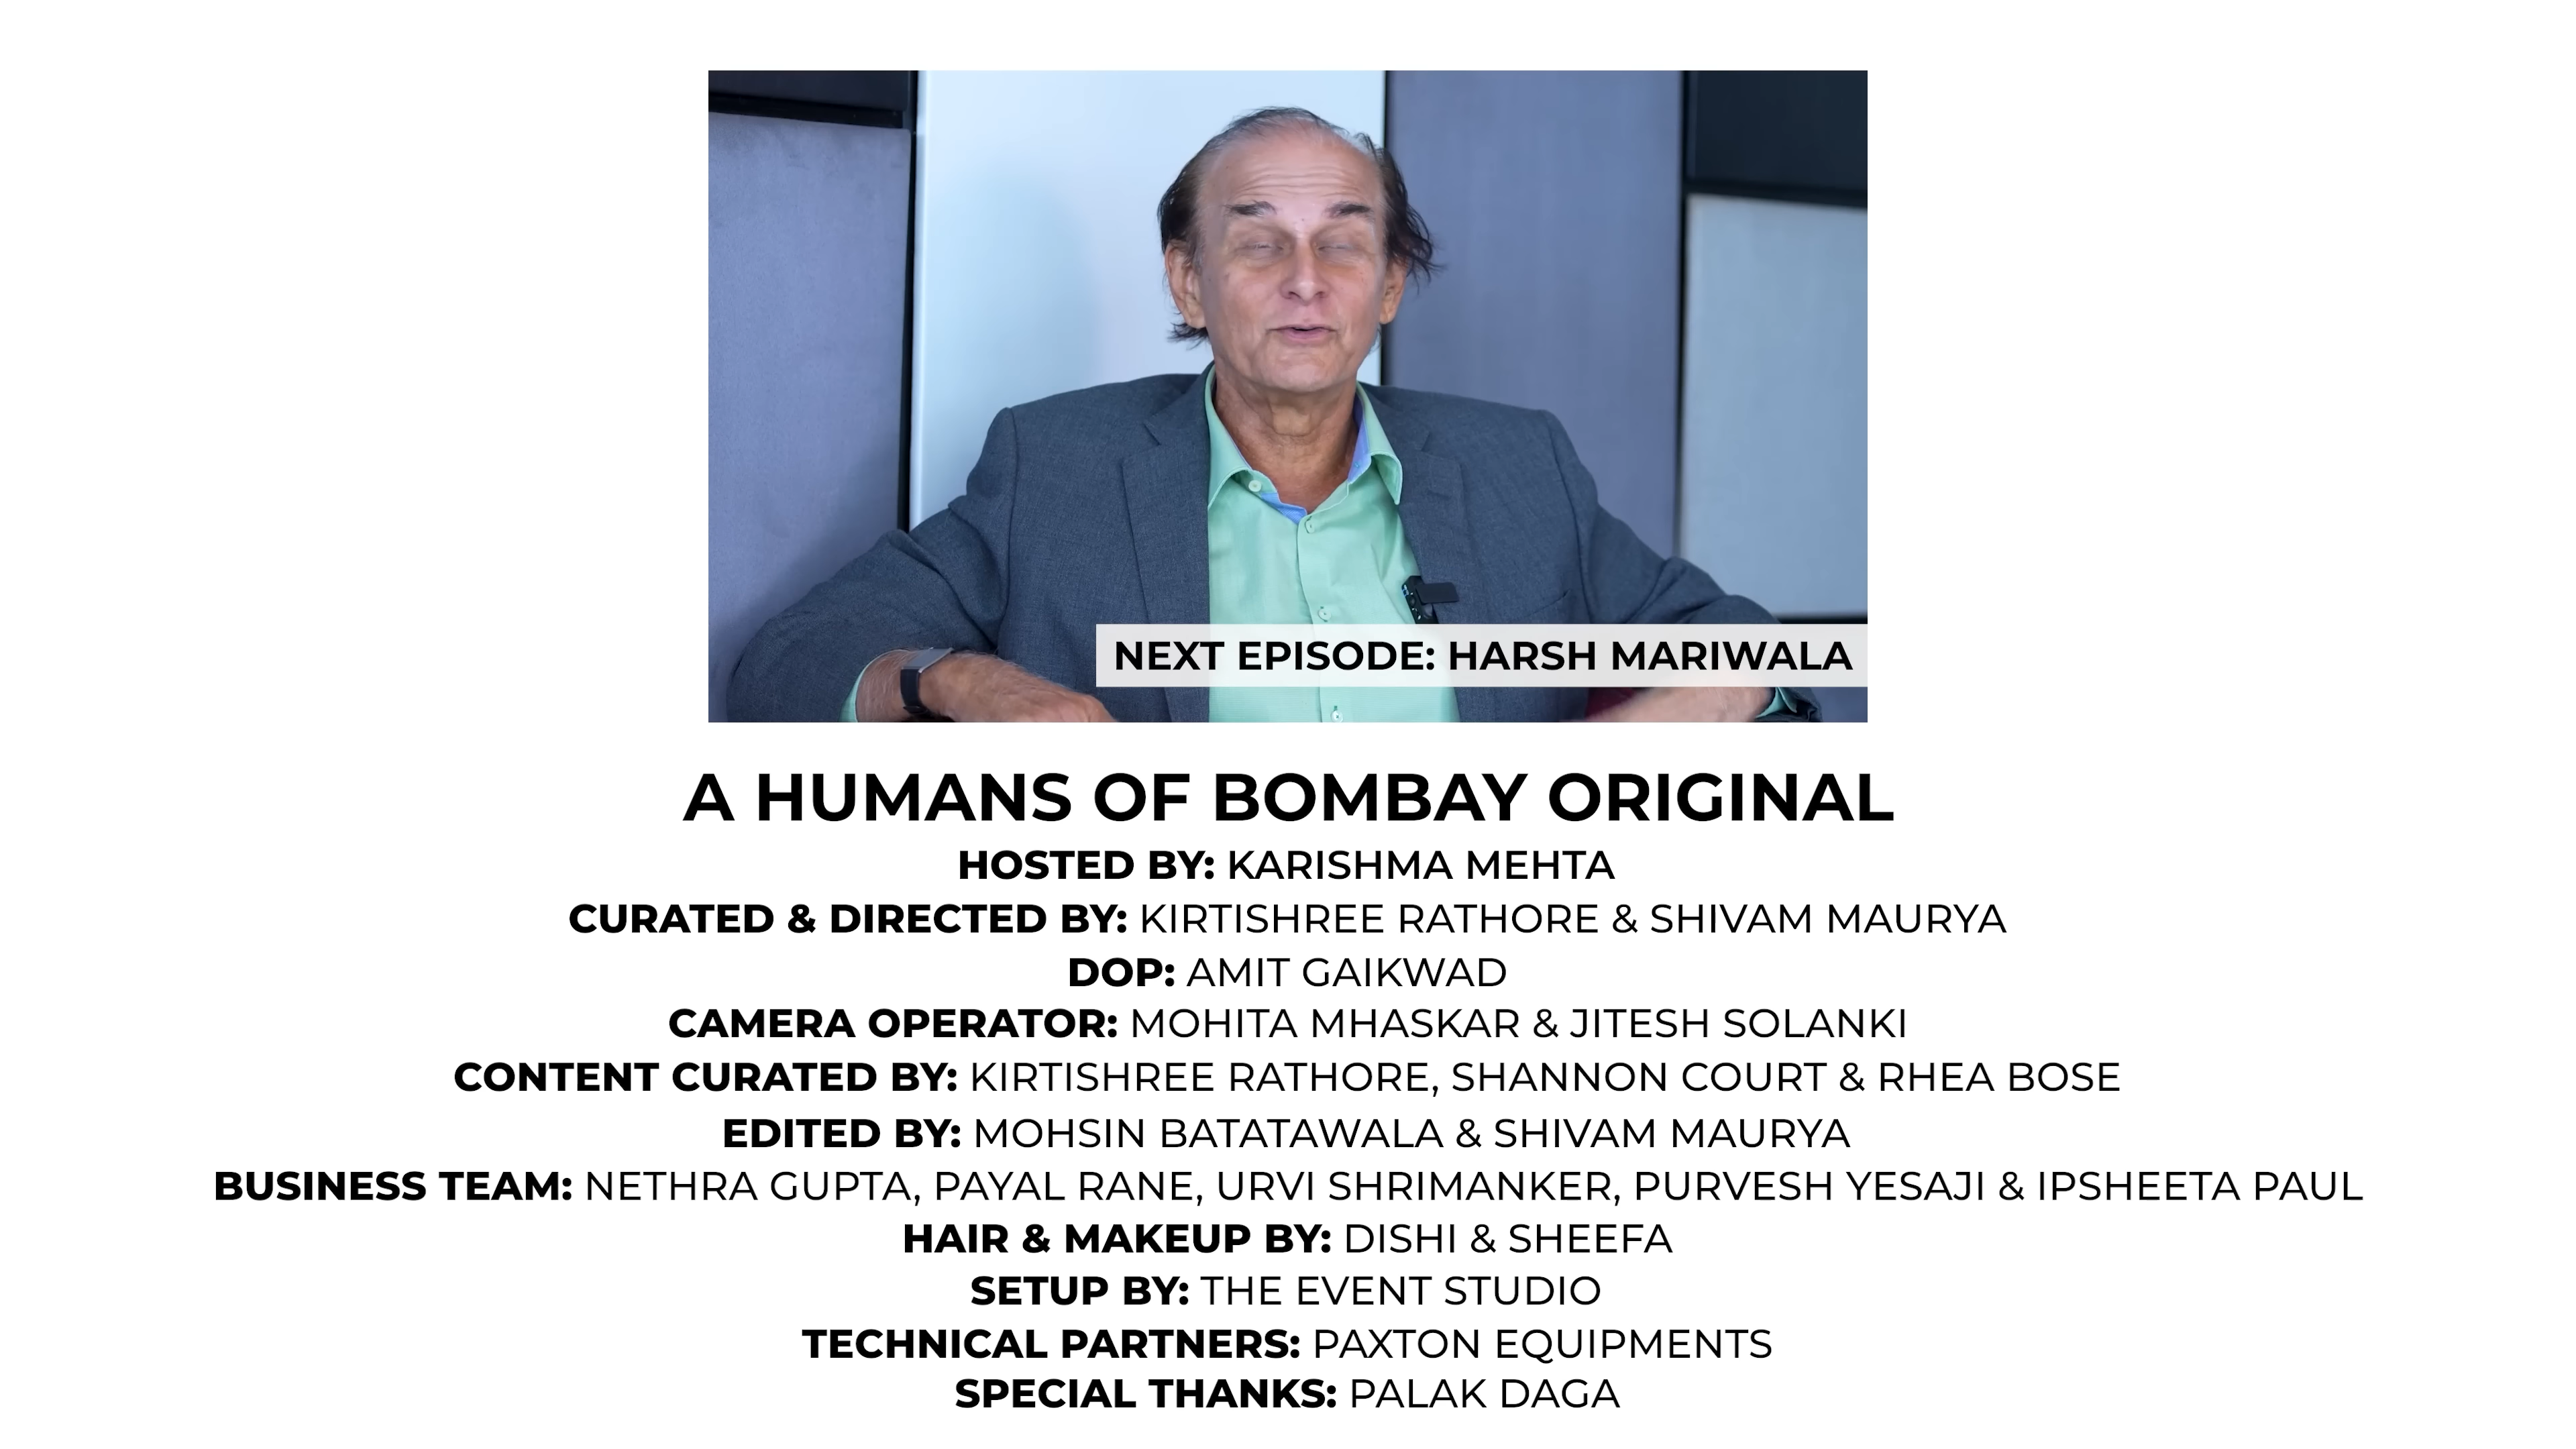 NEXT EPISODE: HARSH MARIWALA
A HUMANS OF BOMBAY ORIGINAL
HOSTED BY: KARISHMA MEHTA
CURATED & DIRECTED BY: KIRTISHREE RATHORE & SHIVAM MAURYA
DOP: AMIT GAIKWAD
CAMERA OPERATOR: MOHITA MHASKAR & JITESH SOLANKI
CONTENT CURATED BY: KIRTISHREE RATHORE, SHANNON COURT & RHEA BOSE
EDITED BY: MOHSIN BATATAWALA & SHIVAM MAURYA
BUSINESS TEAM: NETHRA GUPTA, PAYAL RANE, URVI SHRIMANKER, PURVESH YESAJI & IPSHEETA PAUL
HAIR & MAKEUP BY: DISHI & SHEEFA
SETUP BY: THE EVENT STUDIO
TECHNICAL PARTNERS: PAXTON EQUIPMENTS
SPECIAL THANKS: PALAK DAGA